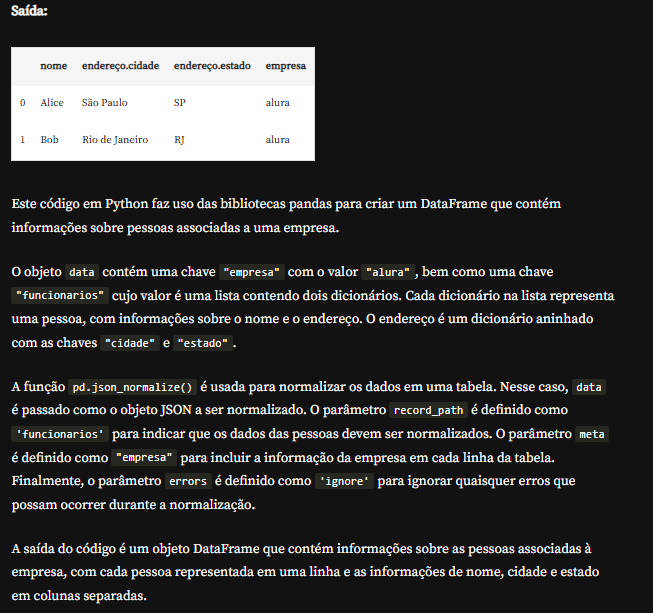 Saída:
nome endereço.cidade endereço.estado empresa
0 Alice São Paulo SP alura
1 Bob Rio de Janeiro RJ alura
Este código em Python faz uso das bibliotecas pandas para criar um DataFrame que contém
informações sobre pessoas associadas a uma empresa.
O objeto data contém uma chave "empresa" com o valor "alura", bem como uma chave
"funcionarios" cujo valor é uma lista contendo dois dicionários. Cada dicionário na lista representa
uma pessoa, com informações sobre o nome e o endereço. O endereço é um dicionário aninhado
com as chaves "cidade" e "estado".
A função pd.json_normalize() é usada para normalizar os dados em uma tabela. Nesse caso, data
é passado como o objeto JSON a ser normalizado. O parâmetro record_path é definido como
'funcionarios' para indicar que os dados das pessoas devem ser normalizados. O parâmetro meta
é definido como "empresa" para incluir a informação da empresa em cada linha da tabela.
Finalmente, o parâmetro errors é definido como 'ignore' para ignorar quaisquer erros que
possam ocorrer durante a normalização.
A saída do código é um objeto DataFrame que contém informações sobre as pessoas associadas à
empresa, com cada pessoa representada em uma linha e as informações de nome, cidade e estado
em colunas separadas.